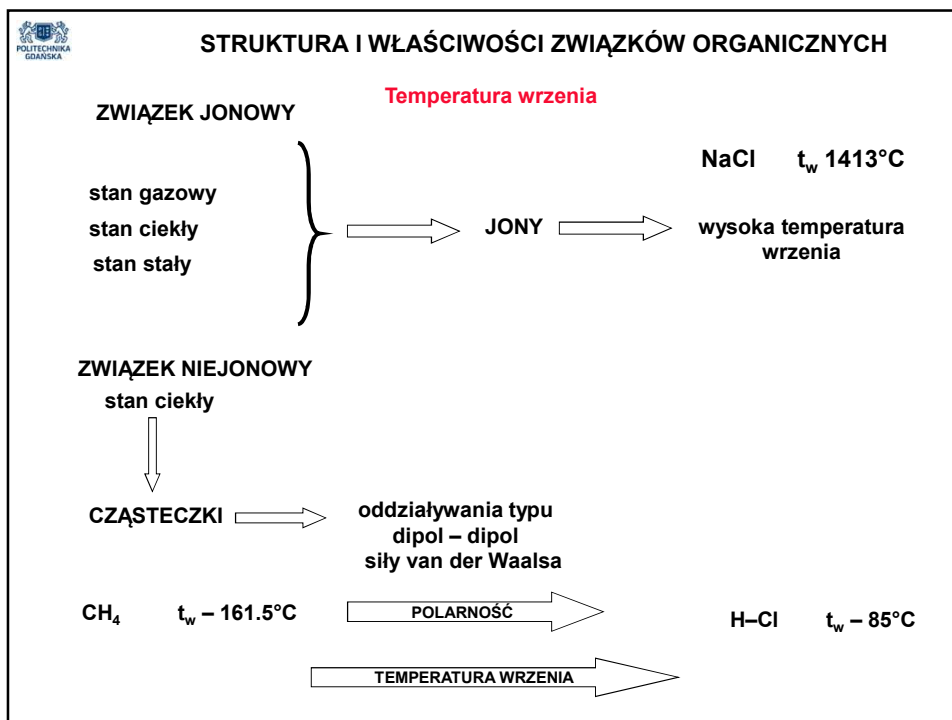 POLITECHNIKA
GDAŃSKA
STRUKTURA I WŁAŚCIWOŚCI ZWIĄZKÓW ORGANICZNYCH
Temperatura wrzenia
ZWIĄZEK JONOWY
NaCl t_w 1413°C
stan gazowy
stan ciekły
stan stały
JONY
wysoka temperatura
wrzenia
ZWIĄZEK NIEJONOWY
stan ciekły
CZĄSTECZKI
oddziaływania typu
dipol – dipol
siły van der Waalsa
CH₄ t_w – 161.5°C
POLARNOŚĆ
H–Cl t_w – 85°C
TEMPERATURA WRZENIA